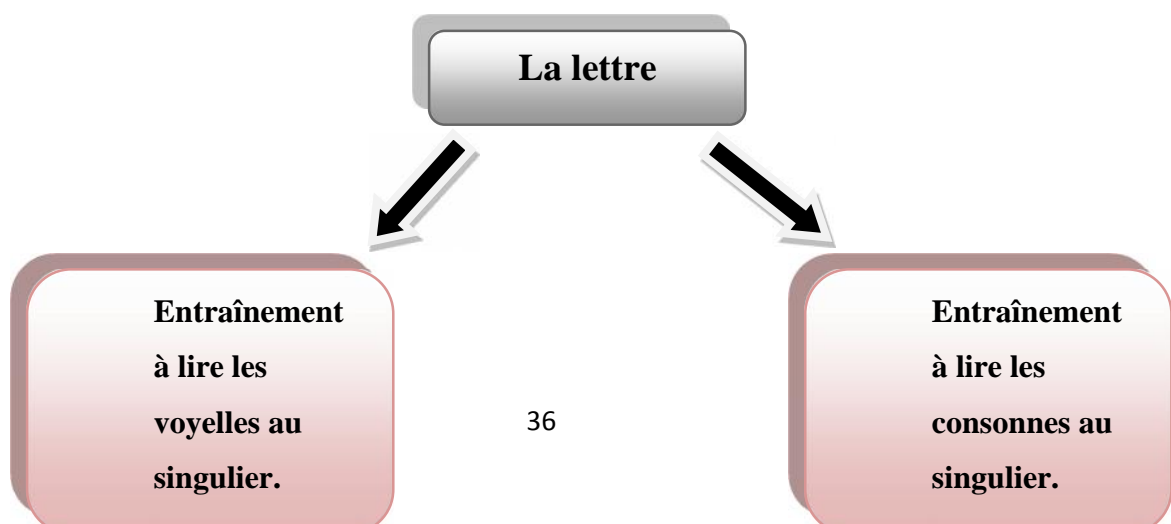 La lettre
Entraînement
à lire les
voyelles au
singulier.
36
Entraînement
à lire les
consonnes au
singulier.